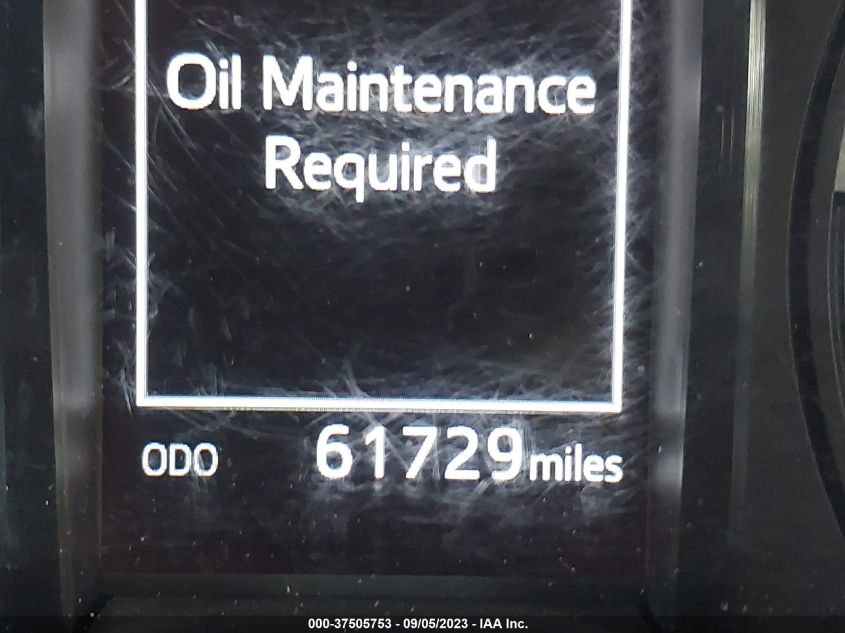 Oil Maintenance
Required
ODO 61729 miles
000-37505753 - 09/05/2023 - IAA Inc.